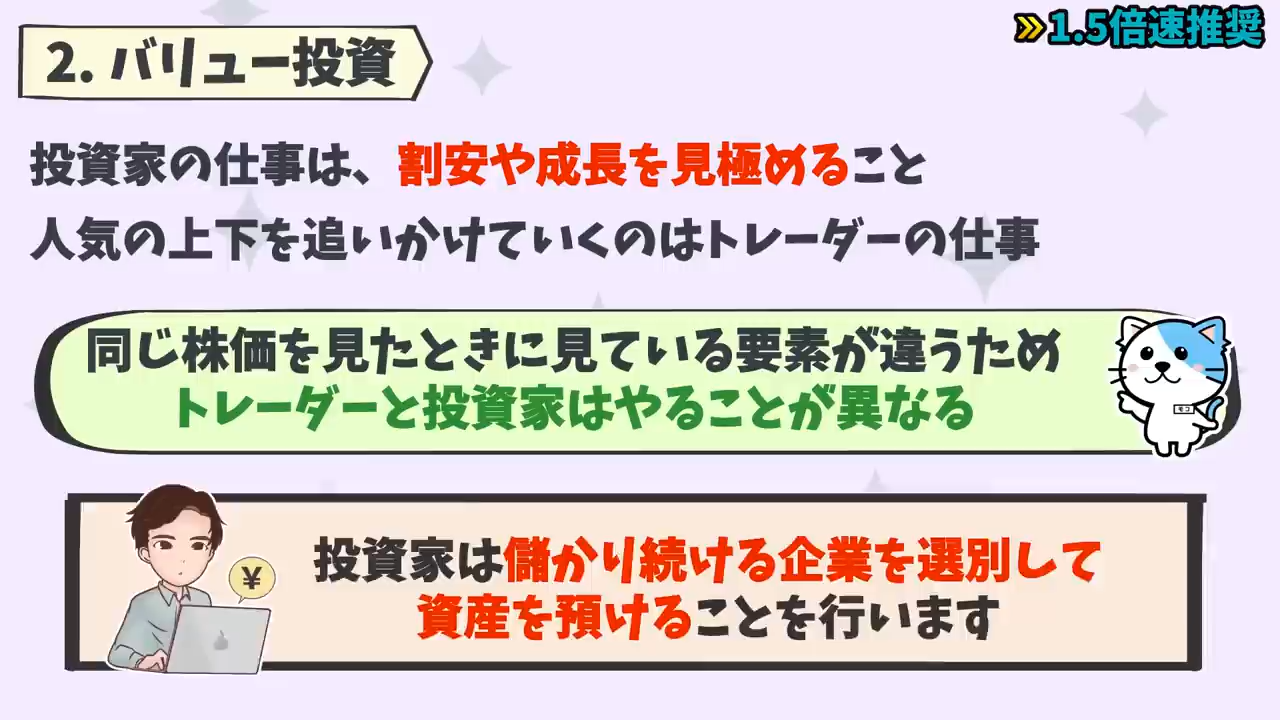 1.5倍速推奨
2. バリュー投資
投資家の仕事は、割安や成長を見極めること
人気の上下を追いかけていくのはトレーダーの仕事
同じ株価を見たときに見ている要素が違うため
トレーダーと投資家はやることが異なる
モコ
¥
投資家は儲かり続ける企業を選別して
資産を預けることを行います